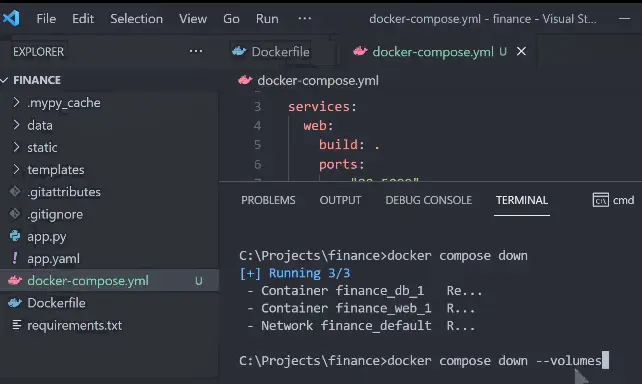 File Edit Selection View Go Run ··· docker-compose.yml - finance - Visual St...
EXPLORER ···
FINANCE
.mypy_cache
data
static
templates
.gitattributes
.gitignore
app.py
! app.yaml
docker-compose.yml U
Dockerfile
requirements.txt
Dockerfile docker-compose.yml U
docker-compose.yml
3 services:
4 web:
5 build: .
6 ports:
PROBLEMS OUTPUT DEBUG CONSOLE TERMINAL cmd
C:\Projects\finance>docker compose down
[+] Running 3/3
- Container finance_db_1 Re...
- Container finance_web_1 R...
- Network finance_default R...
C:\Projects\finance>docker compose down --volumes